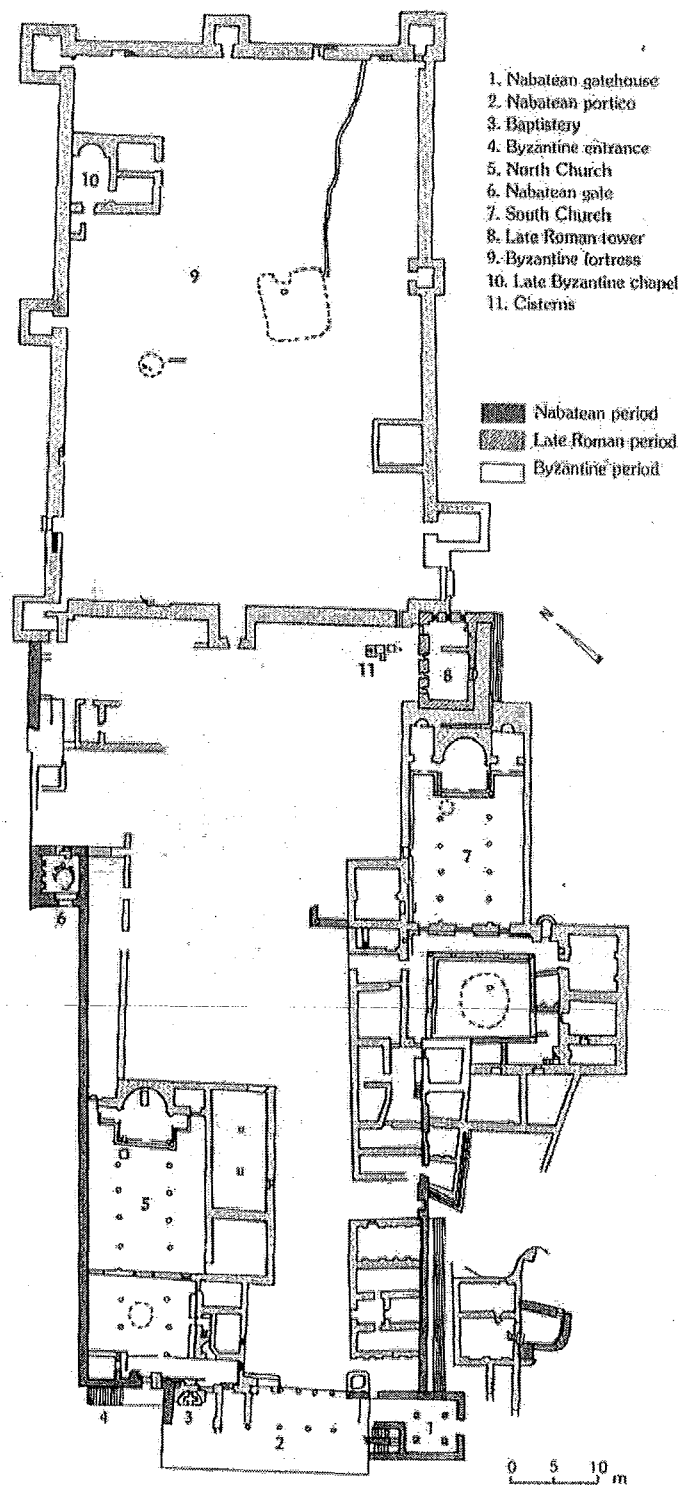 1. Nabatean gatehouse
2. Nabatean portico
3. Baptistery
4. Byzantine entrance
5. North Church
6. Nabatean gate
7. South Church
8. Late Roman tower
9. Byzantine fortress
10. Late Byzantine chapel
11. Cisterns
Nabatean period
Late Roman period
Byzantine period
10
9
N
11
8
7
6
5
4
3
2
1
0 5 10 m